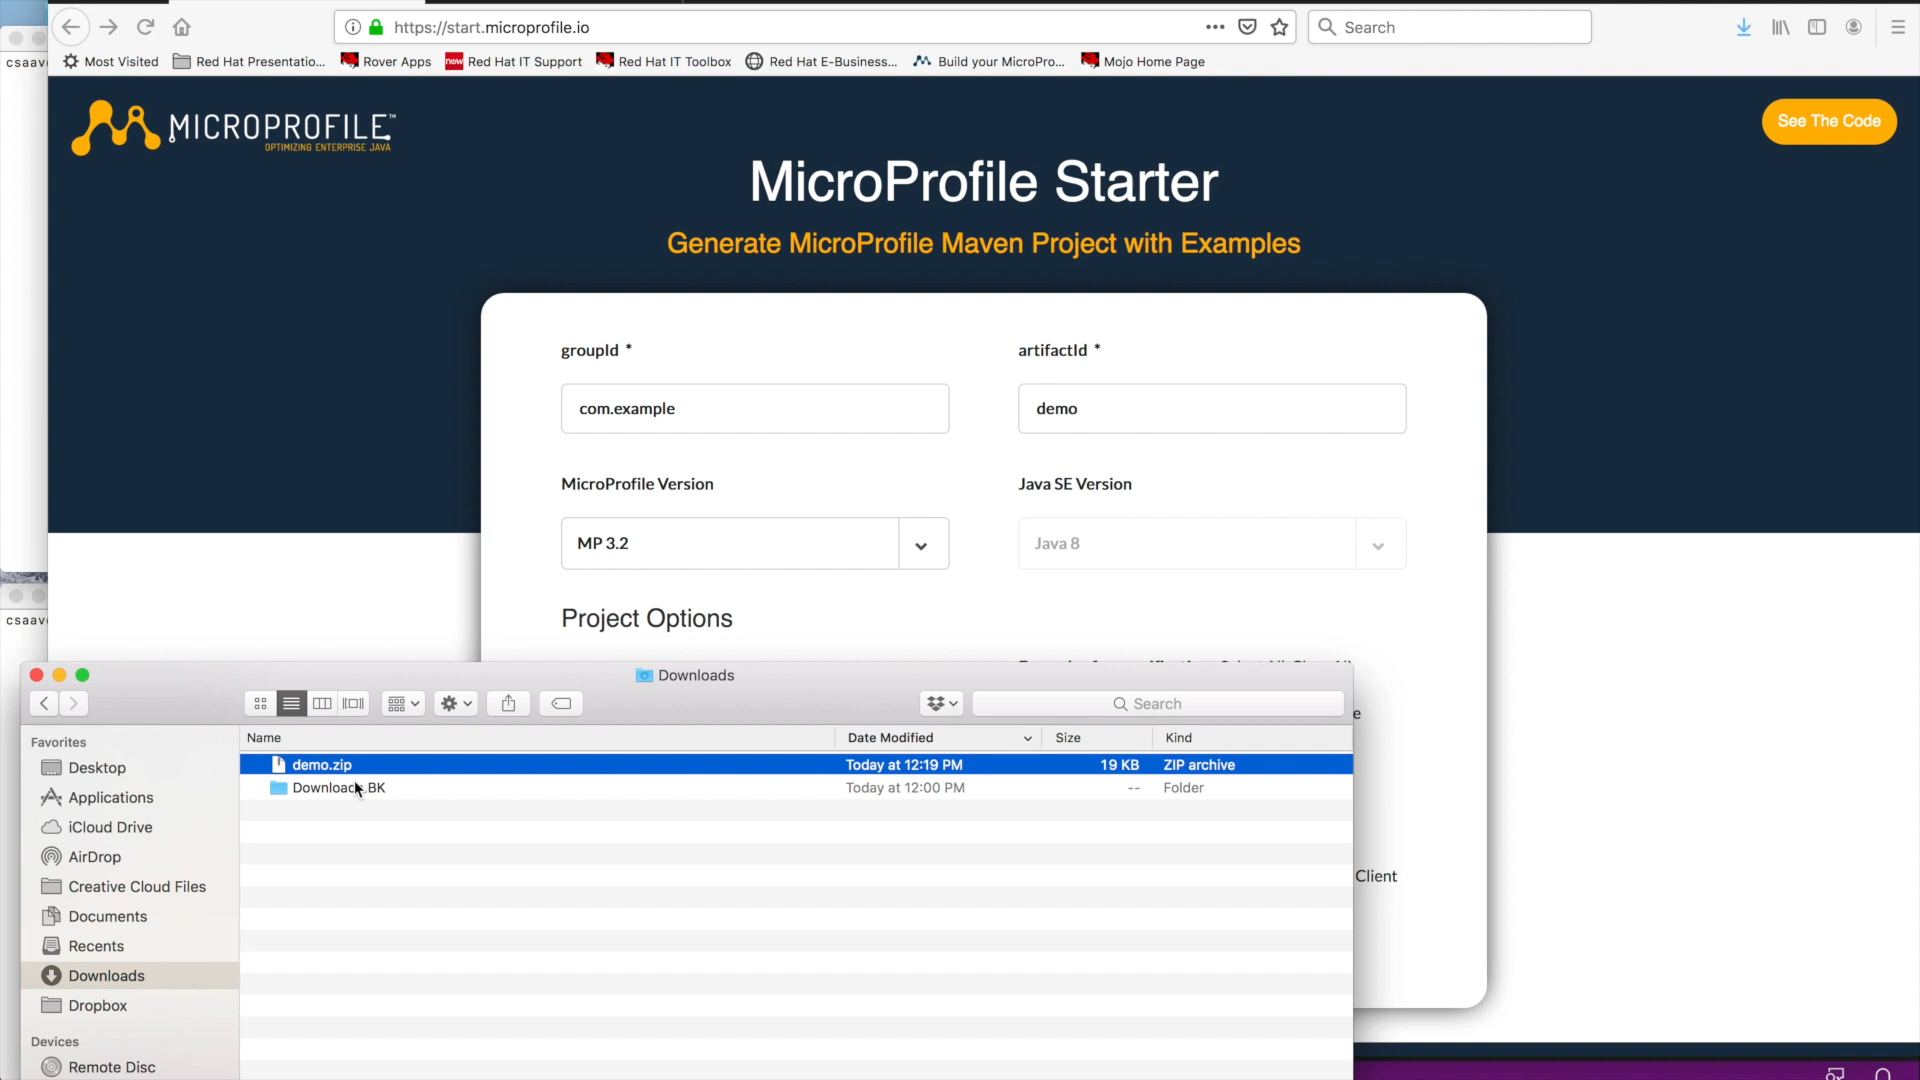 https://start.microprofile.io
Search
csaav
Most Visited
Red Hat Presentatio...
Rover Apps
Red Hat IT Support
Red Hat IT Toolbox
Red Hat E-Business...
Build your MicroPro...
Mojo Home Page
MICROPROFILE™
OPTIMIZING ENTERPRISE JAVA
See The Code
MicroProfile Starter
Generate MicroProfile Maven Project with Examples
groupId *
artifactId *
com.example
demo
MicroProfile Version
Java SE Version
MP 3.2
Java 8
Project Options
csaav
Downloads
Search
Favorites
Name
Date Modified
Size
Kind
Desktop
demo.zip
Today at 12:19 PM
19 KB
ZIP archive
BK
Today at 12:00 PM
--
Folder
Applications
iCloud Drive
AirDrop
Creative Cloud Files
Client
Documents
Recents
Downloads
Dropbox
Devices
Remote Disc